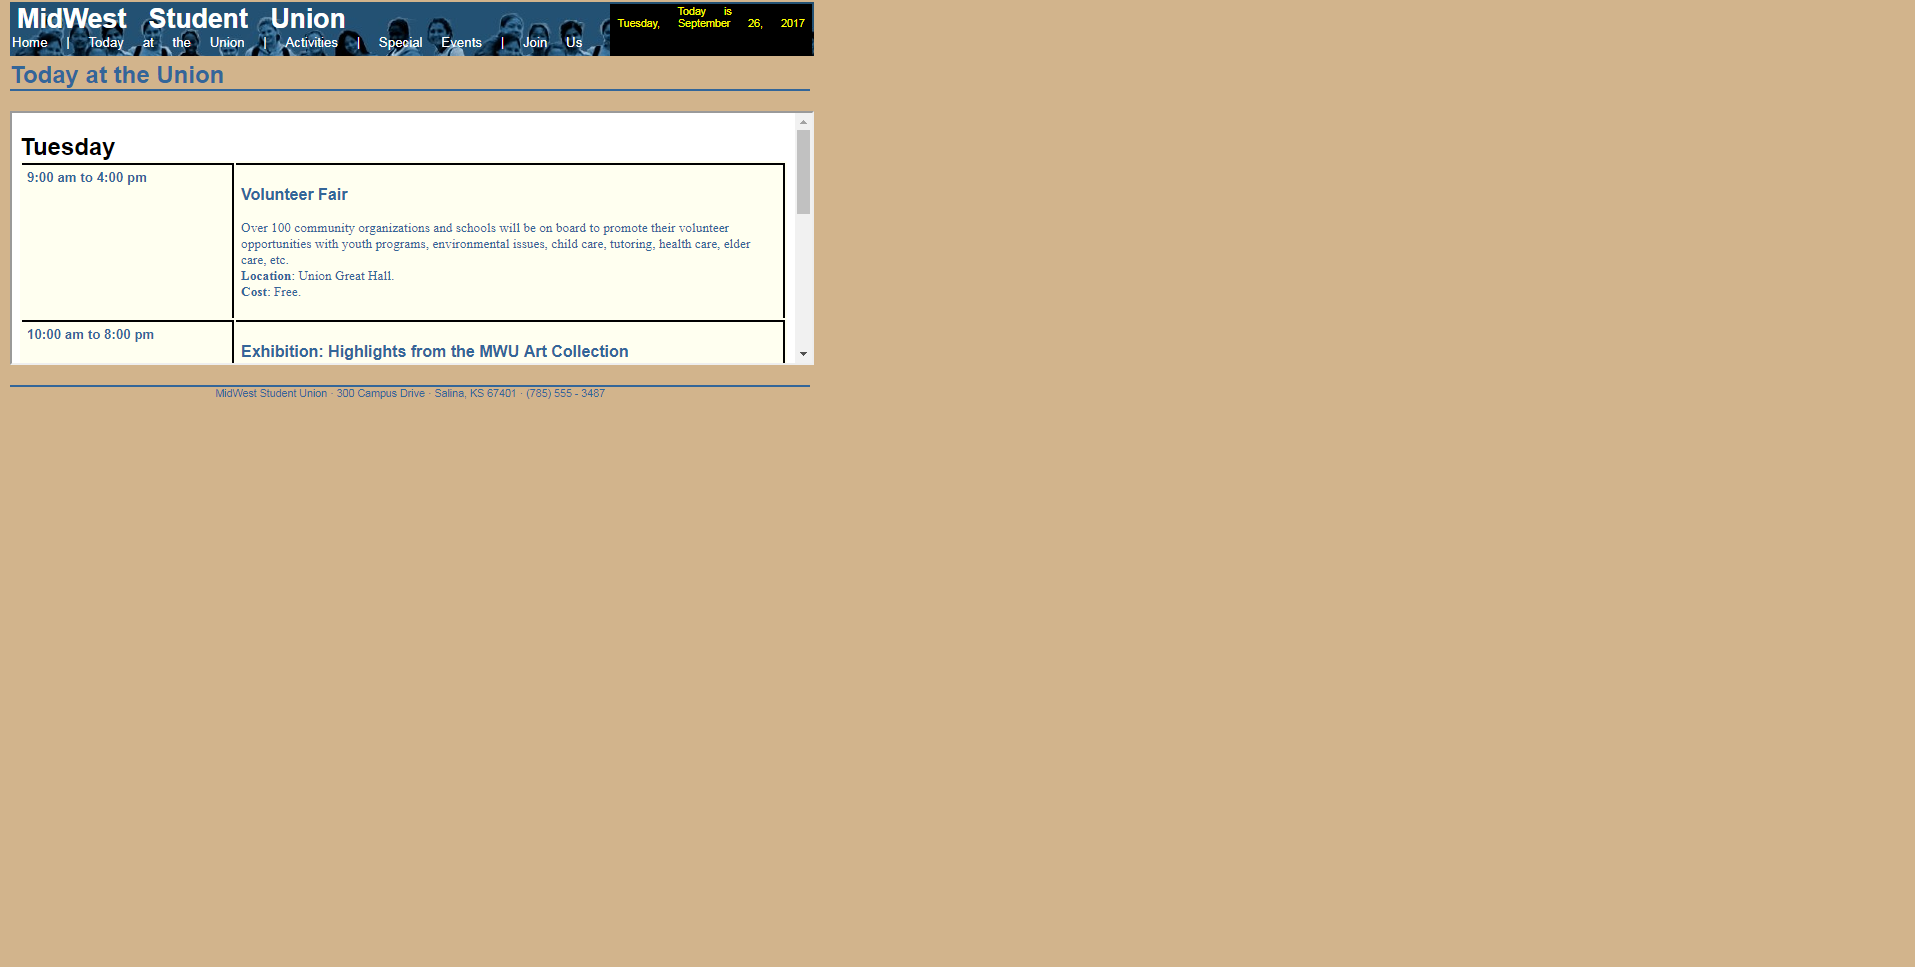 MidWest Student Union
Today is
Tuesday, September 26, 2017
Home | Today at the Union | Activities | Special Events | Join Us
Today at the Union
Tuesday
9:00 am to 4:00 pm
Volunteer Fair
Over 100 community organizations and schools will be on board to promote their volunteer
opportunities with youth programs, environmental issues, child care, tutoring, health care, elder
care, etc.
Location: Union Great Hall.
Cost: Free.
10:00 am to 8:00 pm
Exhibition: Highlights from the MWU Art Collection
MidWest Student Union · 300 Campus Drive · Salina, KS 67401 · (785) 555 - 3487